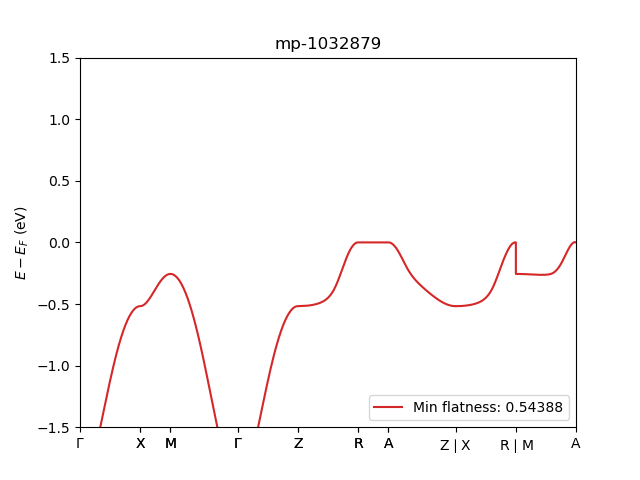 mp-1032879
E − E_F (eV)
1.5
1.0
0.5
0.0
−0.5
−1.0
−1.5
Min flatness: 0.54388
Γ X M Γ Z R A Z | X R | M A